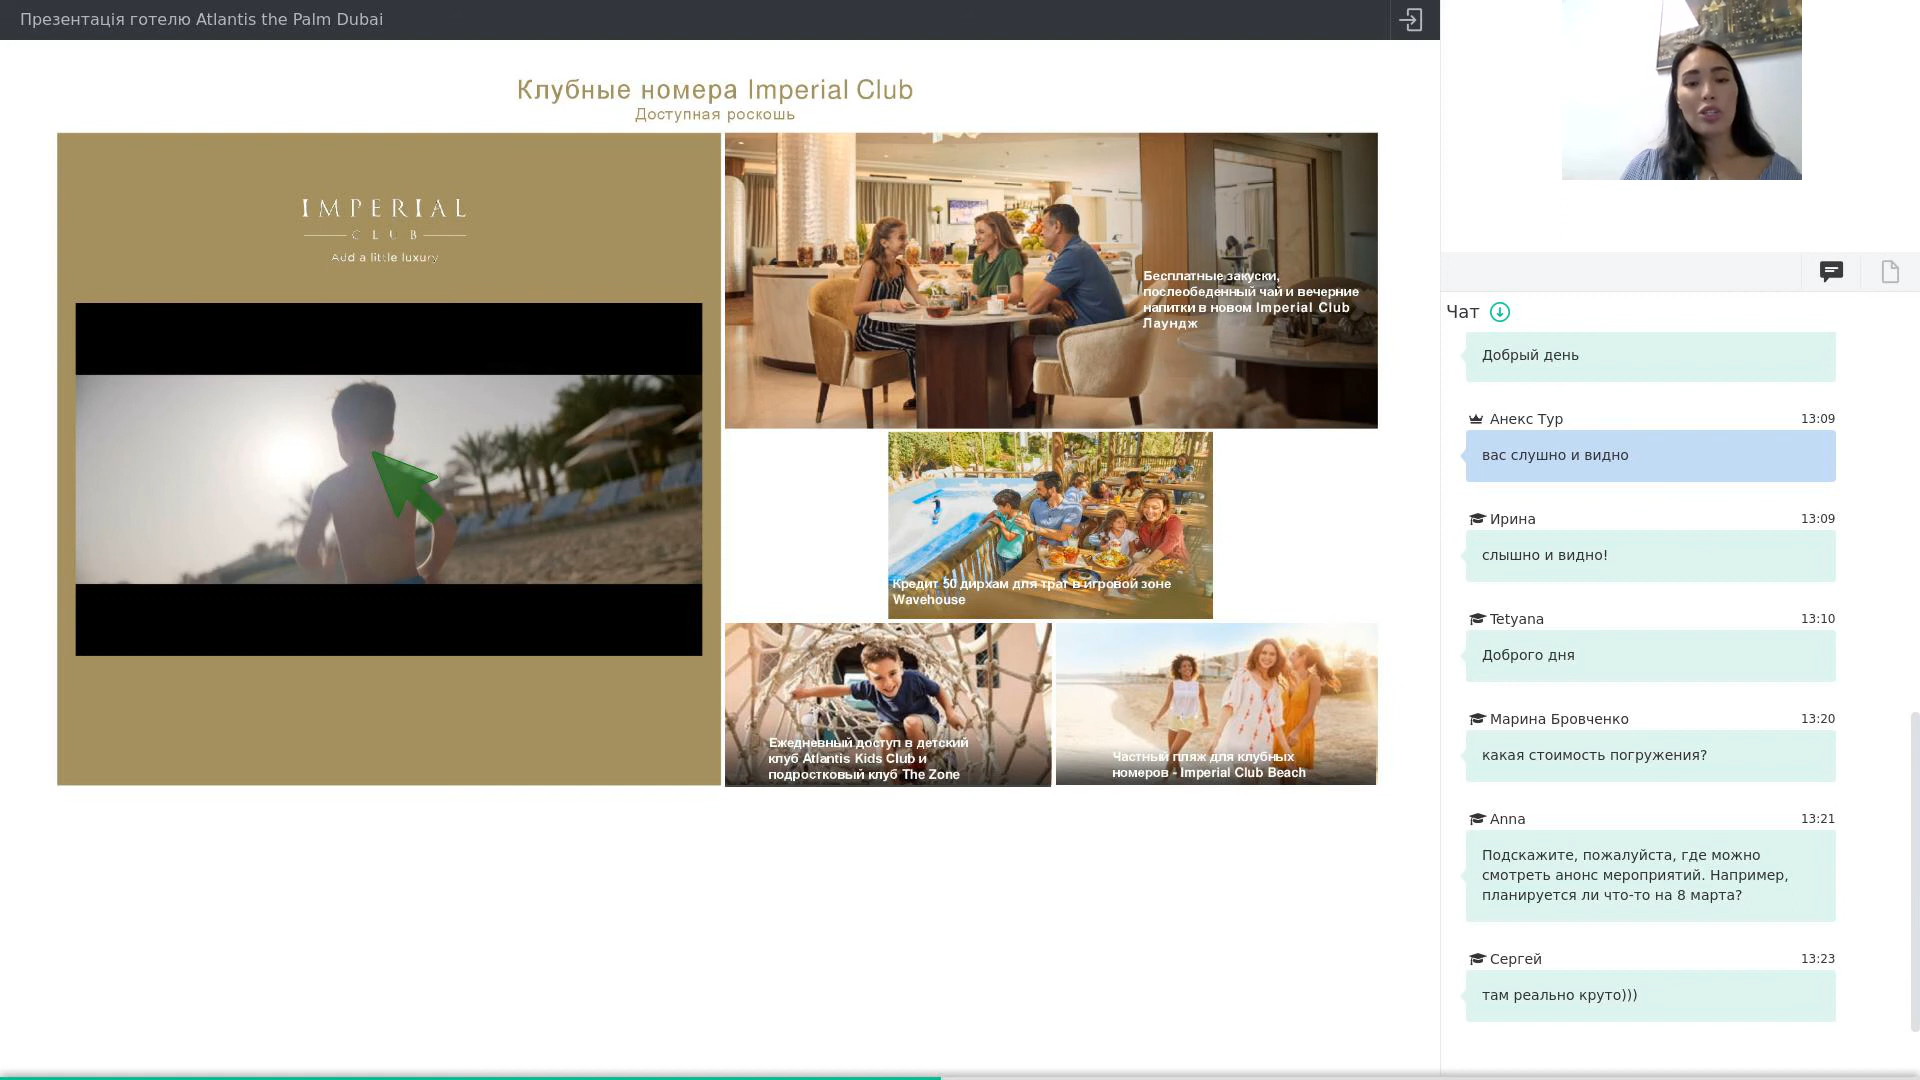 Презентація готелю Atlantis the Palm Dubai
Клубные номера Imperial Club
Доступная роскошь
IMPERIAL
CLUB
Add a little luxury
Бесплатные закуски,
послеобеденный чай и вечерние
напитки в новом Imperial Club
Лаундж
Кредит 50 дирхам для трат в игровой зоне
Wavehouse
Ежедневный доступ в детский
клуб Atlantis Kids Club и
подростковый клуб The Zone
Частный пляж для клубных
номеров - Imperial Club Beach
Чат
Добрый день
Анекс Тур 13:09
вас слушно и видно
Ирина 13:09
слышно и видно!
Tetyana 13:10
Доброго дня
Марина Бровченко 13:20
какая стоимость погружения?
Anna 13:21
Подскажите, пожалуйста, где можно
смотреть анонс мероприятий. Например,
планируется ли что-то на 8 марта?
Сергей 13:23
там реально круто)))